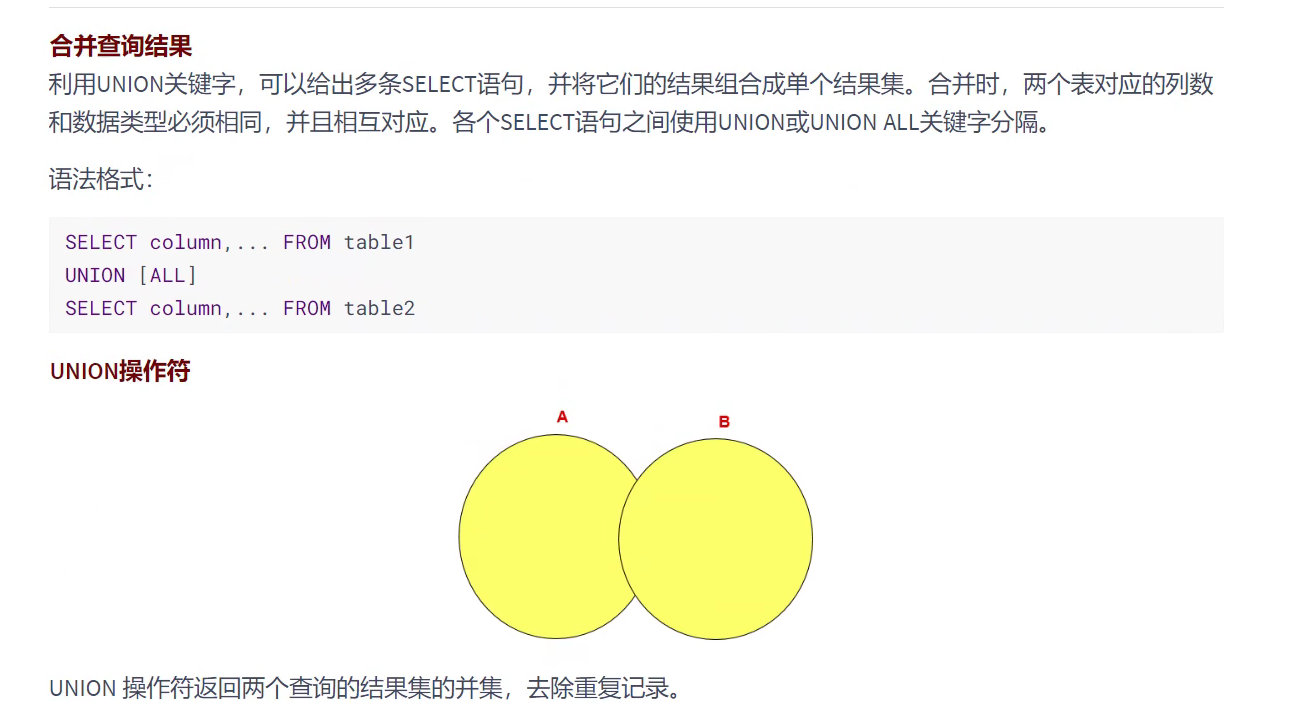 合并查询结果
利用UNION关键字，可以给出多条SELECT语句，并将它们的结果组合成单个结果集。合并时，两个表对应的列数
和数据类型必须相同，并且相互对应。各个SELECT语句之间使用UNION或UNION ALL关键字分隔。
语法格式：
SELECT column,... FROM table1
UNION [ALL]
SELECT column,... FROM table2
UNION操作符
A
B
UNION 操作符返回两个查询的结果集的并集，去除重复记录。